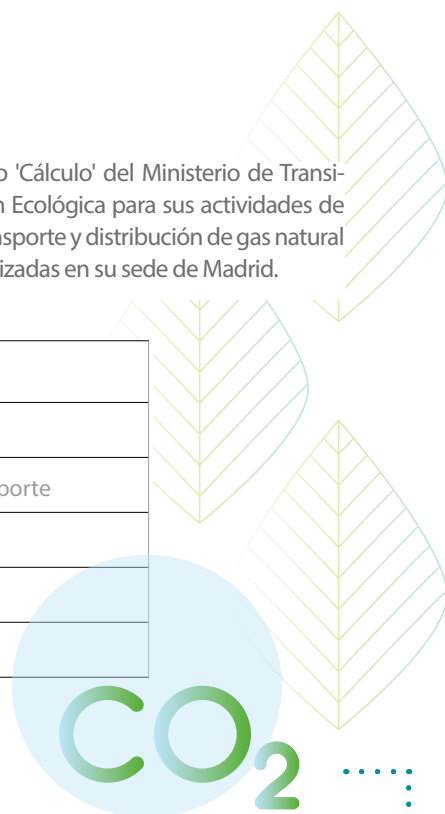 o 'Cálculo' del Ministerio de Transi-
n Ecológica para sus actividades de
nsporte y distribución de gas natural
izadas en su sede de Madrid.
porte
CO2